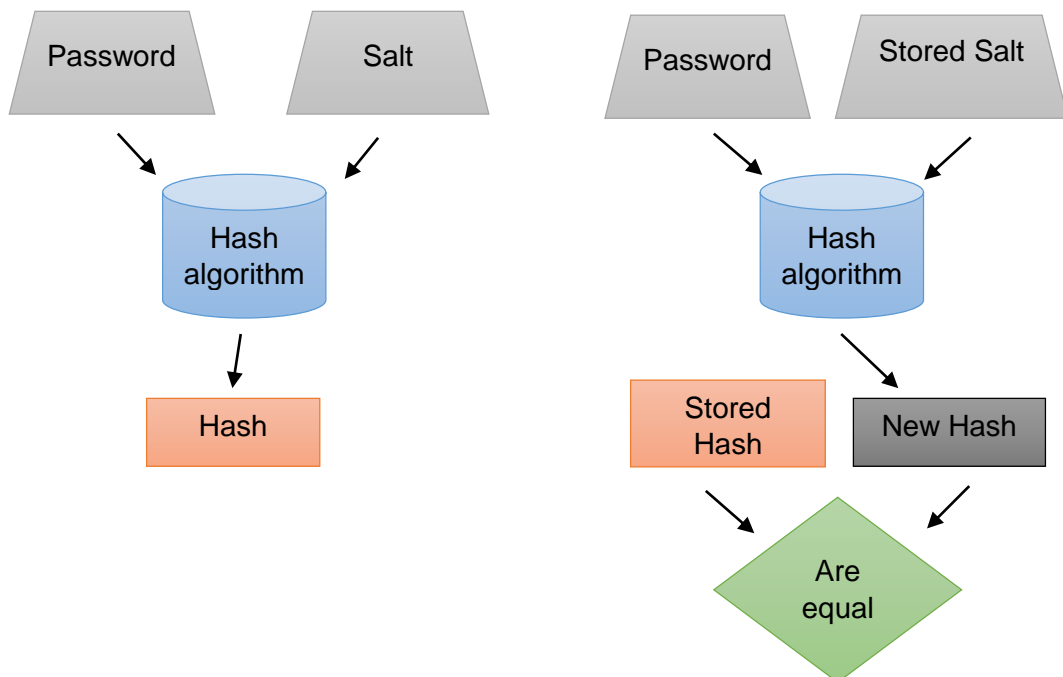 Password
Salt
Hash
algorithm
Hash
Password
Stored Salt
Hash
algorithm
Stored
Hash
New Hash
Are
equal